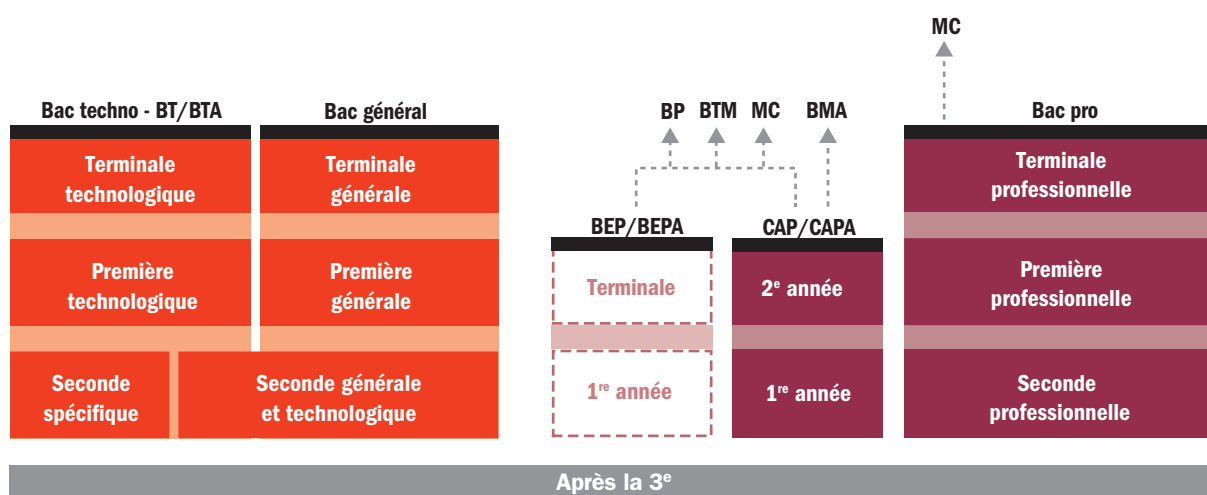 MC
Bac techno - BT/BTA
Bac général
BP
BTM
MC
BMA
Bac pro
Terminale
technologique
Terminale
générale
Terminale
professionnelle
BEP/BEPA
CAP/CAPA
Première
technologique
Première
générale
Terminale
2e année
Première
professionnelle
Seconde
spécifique
Seconde générale
et technologique
1re année
1re année
Seconde
professionnelle
Après la 3e